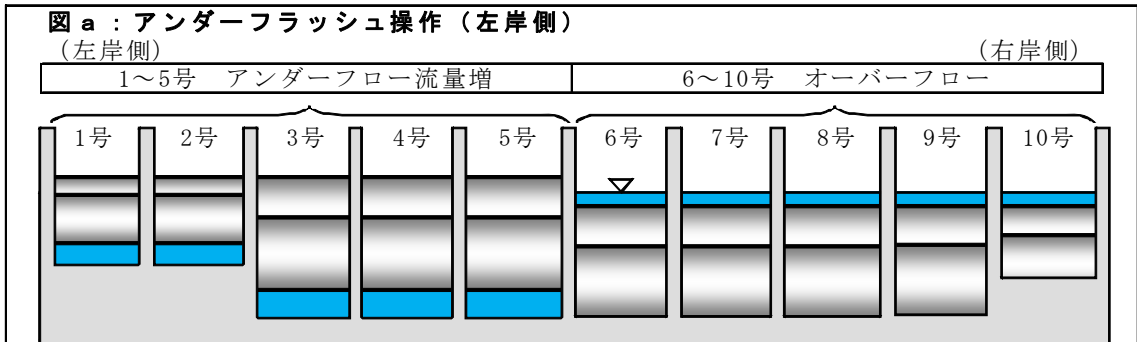 図a：アンダーフラッシュ操作（左岸側）
（左岸側） （右岸側）
1～5号 アンダーフロー流量増 6～10号 オーバーフロー
1号 2号 3号 4号 5号 6号 7号 8号 9号 10号